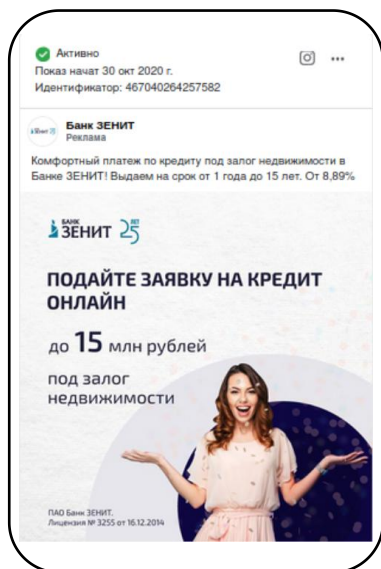 Активно
Показ начат 30 окт 2020 г.
Идентификатор: 467040264257582
Банк ЗЕНИТ
Реклама
Комфортный платеж по кредиту под залог недвижимости в
Банке ЗЕНИТ! Выдаем на срок от 1 года до 15 лет. От 8,89%
БАНК
ЗЕНИТ 25 ЛЕТ
ПОДАЙТЕ ЗАЯВКУ НА КРЕДИТ
ОНЛАЙН
до 15 млн рублей
под залог
недвижимости
ПАО Банк ЗЕНИТ.
Лицензия № 3255 от 16.12.2014